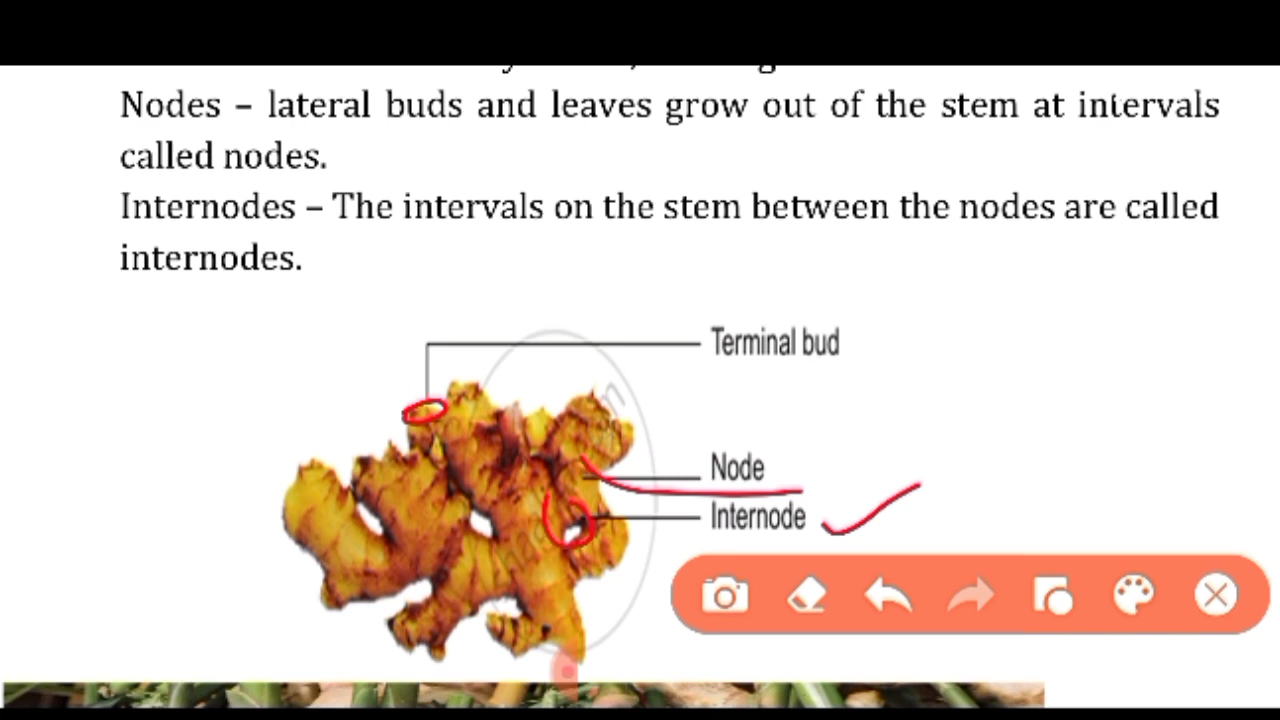 Nodes – lateral buds and leaves grow out of the stem at intervals
called nodes.
Internodes – The intervals on the stem between the nodes are called
internodes.
Terminal bud
Node
Internode